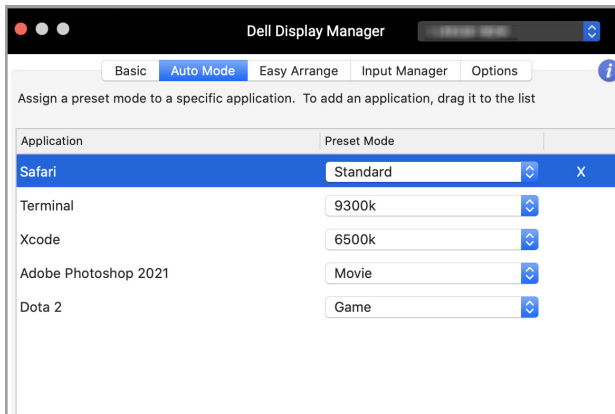 Dell Display Manager
Basic Auto Mode Easy Arrange Input Manager Options i
Assign a preset mode to a specific application. To add an application, drag it to the list
Application Preset Mode
Safari Standard X
Terminal 9300k
Xcode 6500k
Adobe Photoshop 2021 Movie
Dota 2 Game